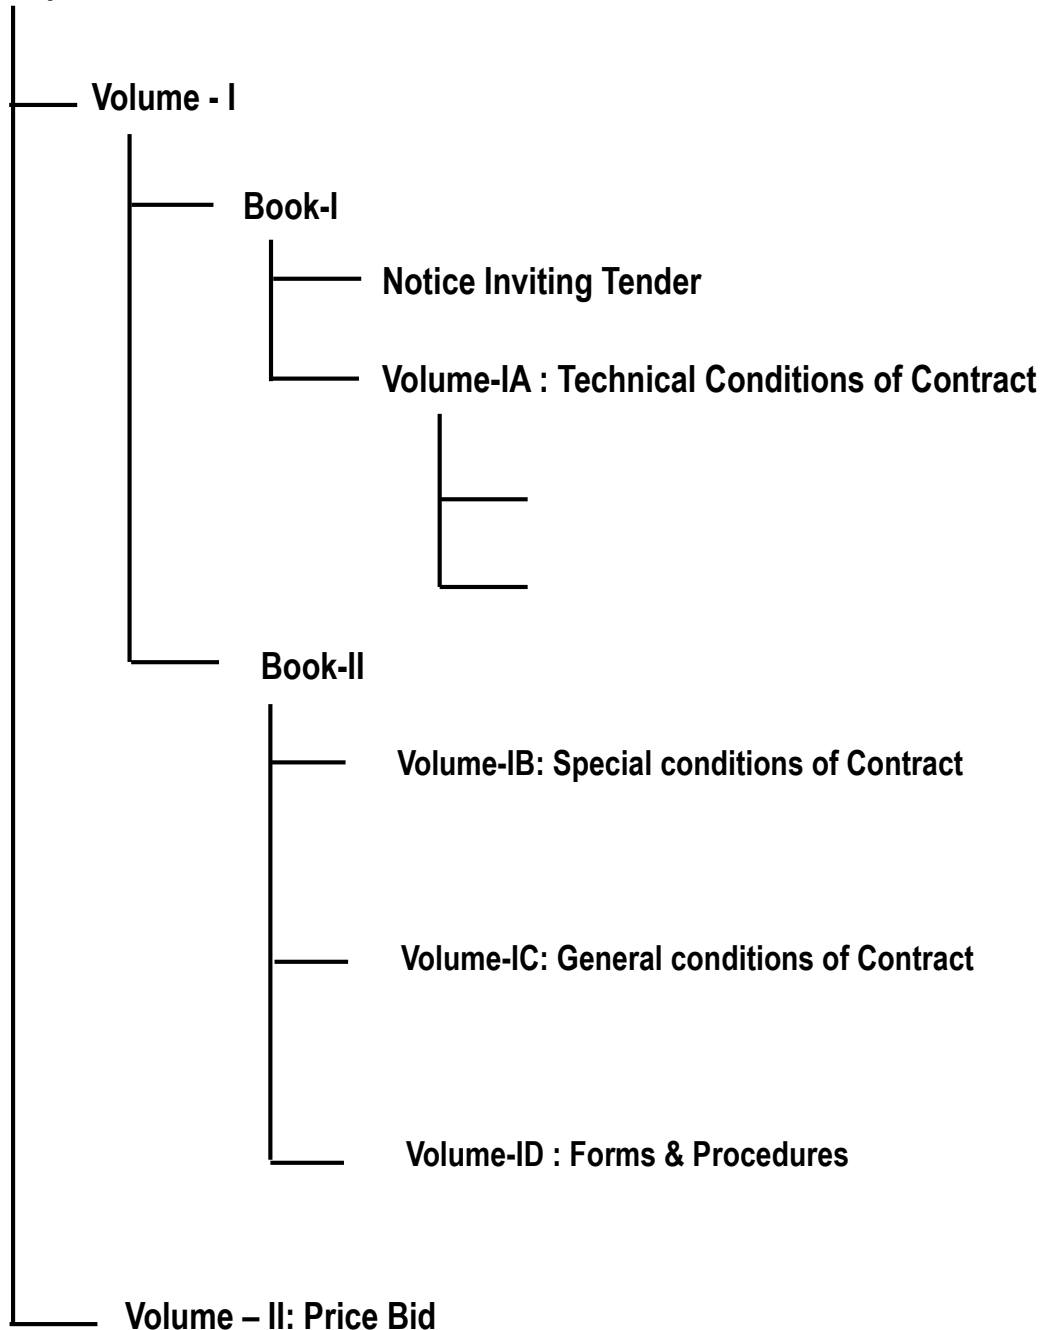 Volume - I
Book-I
Notice Inviting Tender
Volume-IA : Technical Conditions of Contract
Book-II
Volume-IB: Special conditions of Contract
Volume-IC: General conditions of Contract
Volume-ID : Forms & Procedures
Volume – II: Price Bid